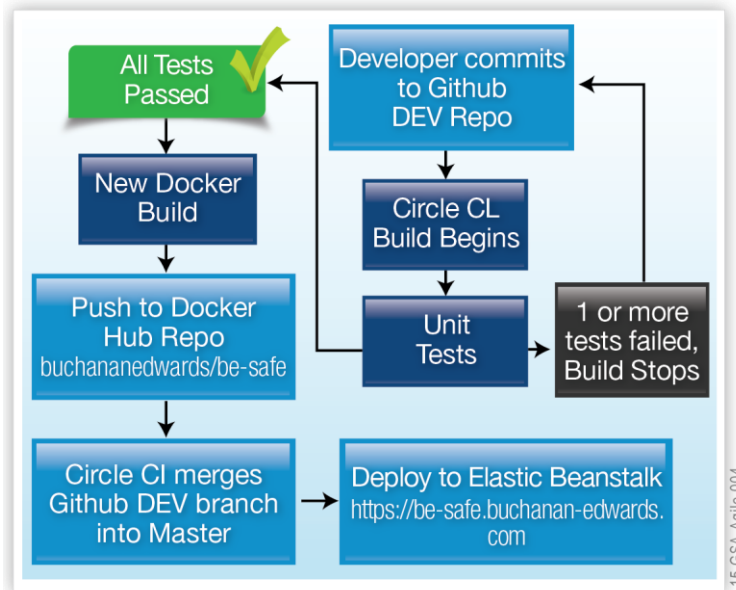 All Tests
Passed
Developer commits
to Github
DEV Repo
New Docker
Build
Circle CL
Build Begins
Push to Docker
Hub Repo
buchananedwards/be-safe
Unit
Tests
1 or more
tests failed,
Build Stops
Circle CI merges
Github DEV branch
into Master
Deploy to Elastic Beanstalk
https://be-safe.buchanan-edwards.
com
15 GSA_Agile_004